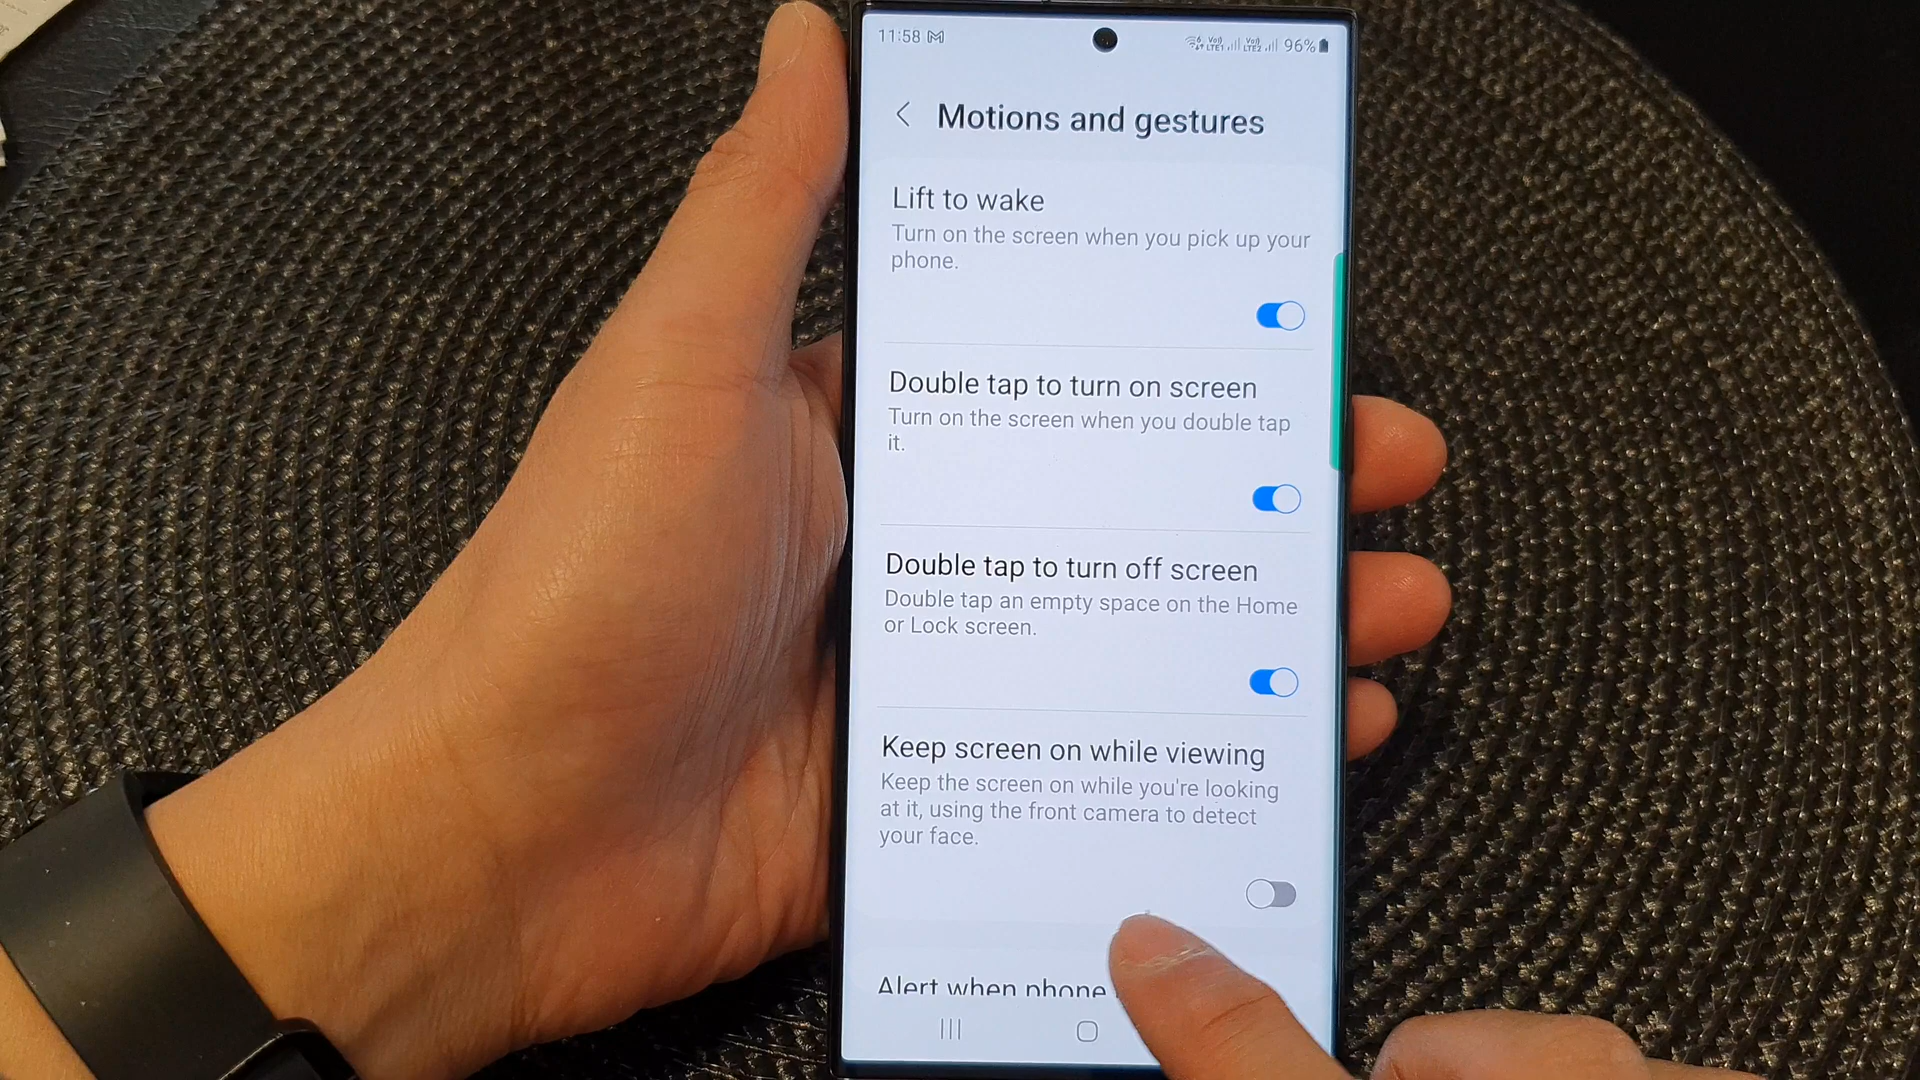 11:58
Vo)) Vo)) 96%
LTE1 LTE2
Motions and gestures
Lift to wake
Turn on the screen when you pick up your
phone.
Double tap to turn on screen
Turn on the screen when you double tap
it.
Double tap to turn off screen
Double tap an empty space on the Home
or Lock screen.
Keep screen on while viewing
Keep the screen on while you're looking
at it, using the front camera to detect
your face.
Alert when phone